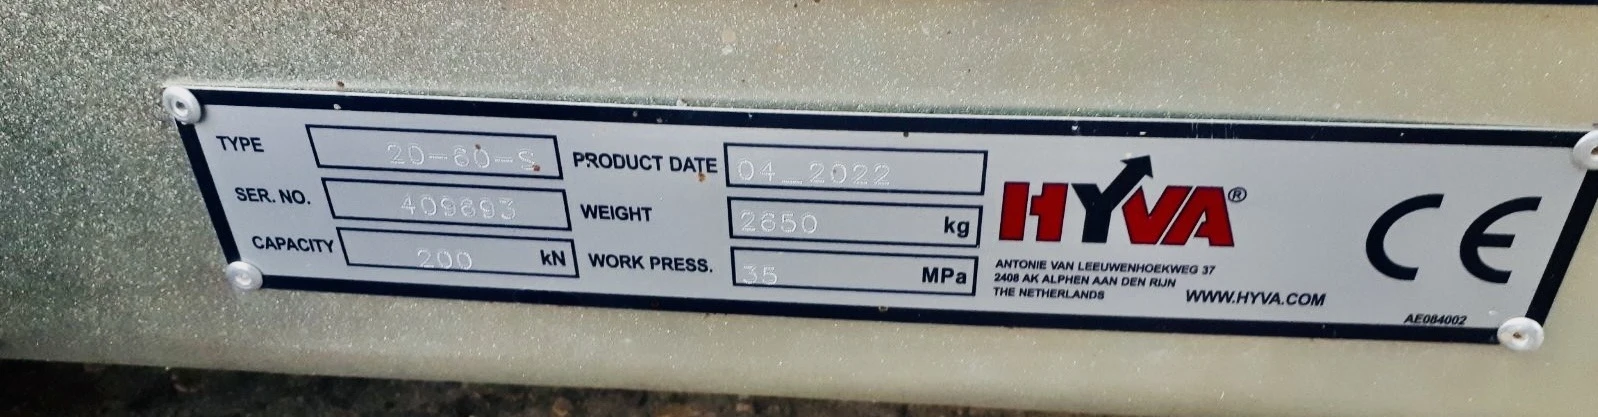 TYPE 20-60-S PRODUCT DATE 04_2022
SER. NO. 409693 WEIGHT 2650 kg
CAPACITY 200 kN WORK PRESS. 35 MPa
HYVA®
ANTONIE VAN LEEUWENHOEKWEG 37
2408 AK ALPHEN AAN DEN RIJN
THE NETHERLANDS
WWW.HYVA.COM
CE
AE084002